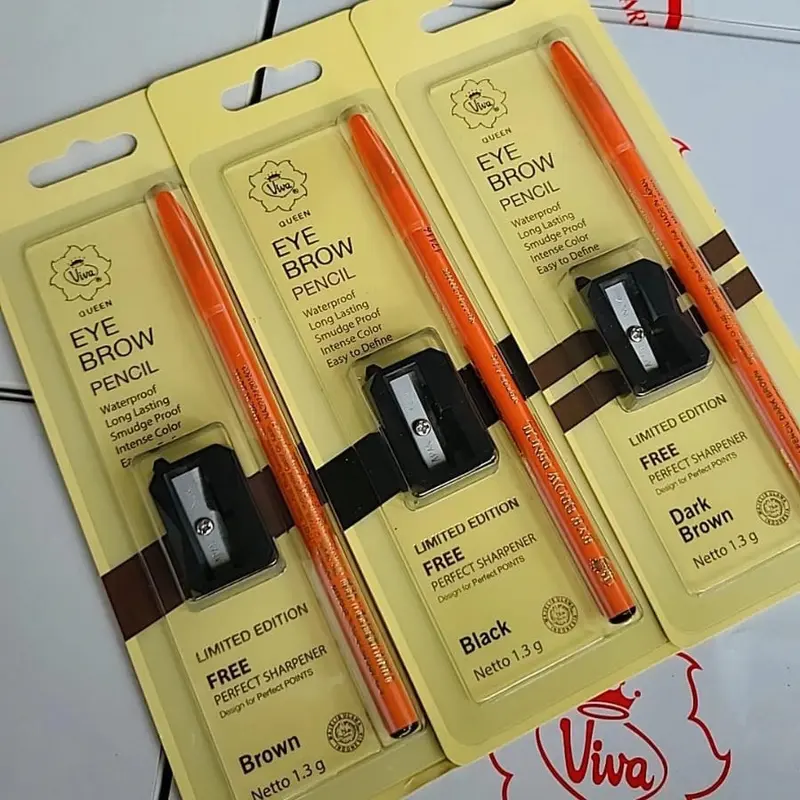 Viva
QUEEN
EYE
BROW
PENCIL
Waterproof
Long Lasting
Smudge Proof
Intense Color
LIMITED EDITION
FREE
PERFECT SHARPENER
Design for Perfect POINTS
Brown
Netto 1.3 g
Viva
QUEEN
EYE
BROW
PENCIL
Waterproof
Long Lasting
Smudge Proof
Intense Color
Easy to Define
LIMITED EDITION
FREE
PERFECT SHARPENER
Design for Perfect POINTS
Black
Netto 1.3 g
EYE BROW PENCIL
Viva
QUEEN
EYE
BROW
PENCIL
Waterproof
Long Lasting
Smudge Proof
Intense Color
Easy to Define
LIMITED EDITION
FREE
PERFECT SHARPENER
Design for Perfect POINTS
Dark
Brown
Netto 1.3 g
Viva